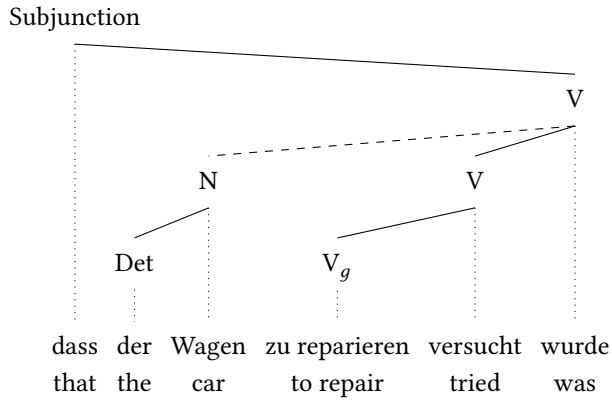 Subjunction
V
N V
Det V_g
dass der Wagen zu reparieren versucht wurde
that the car to repair tried was